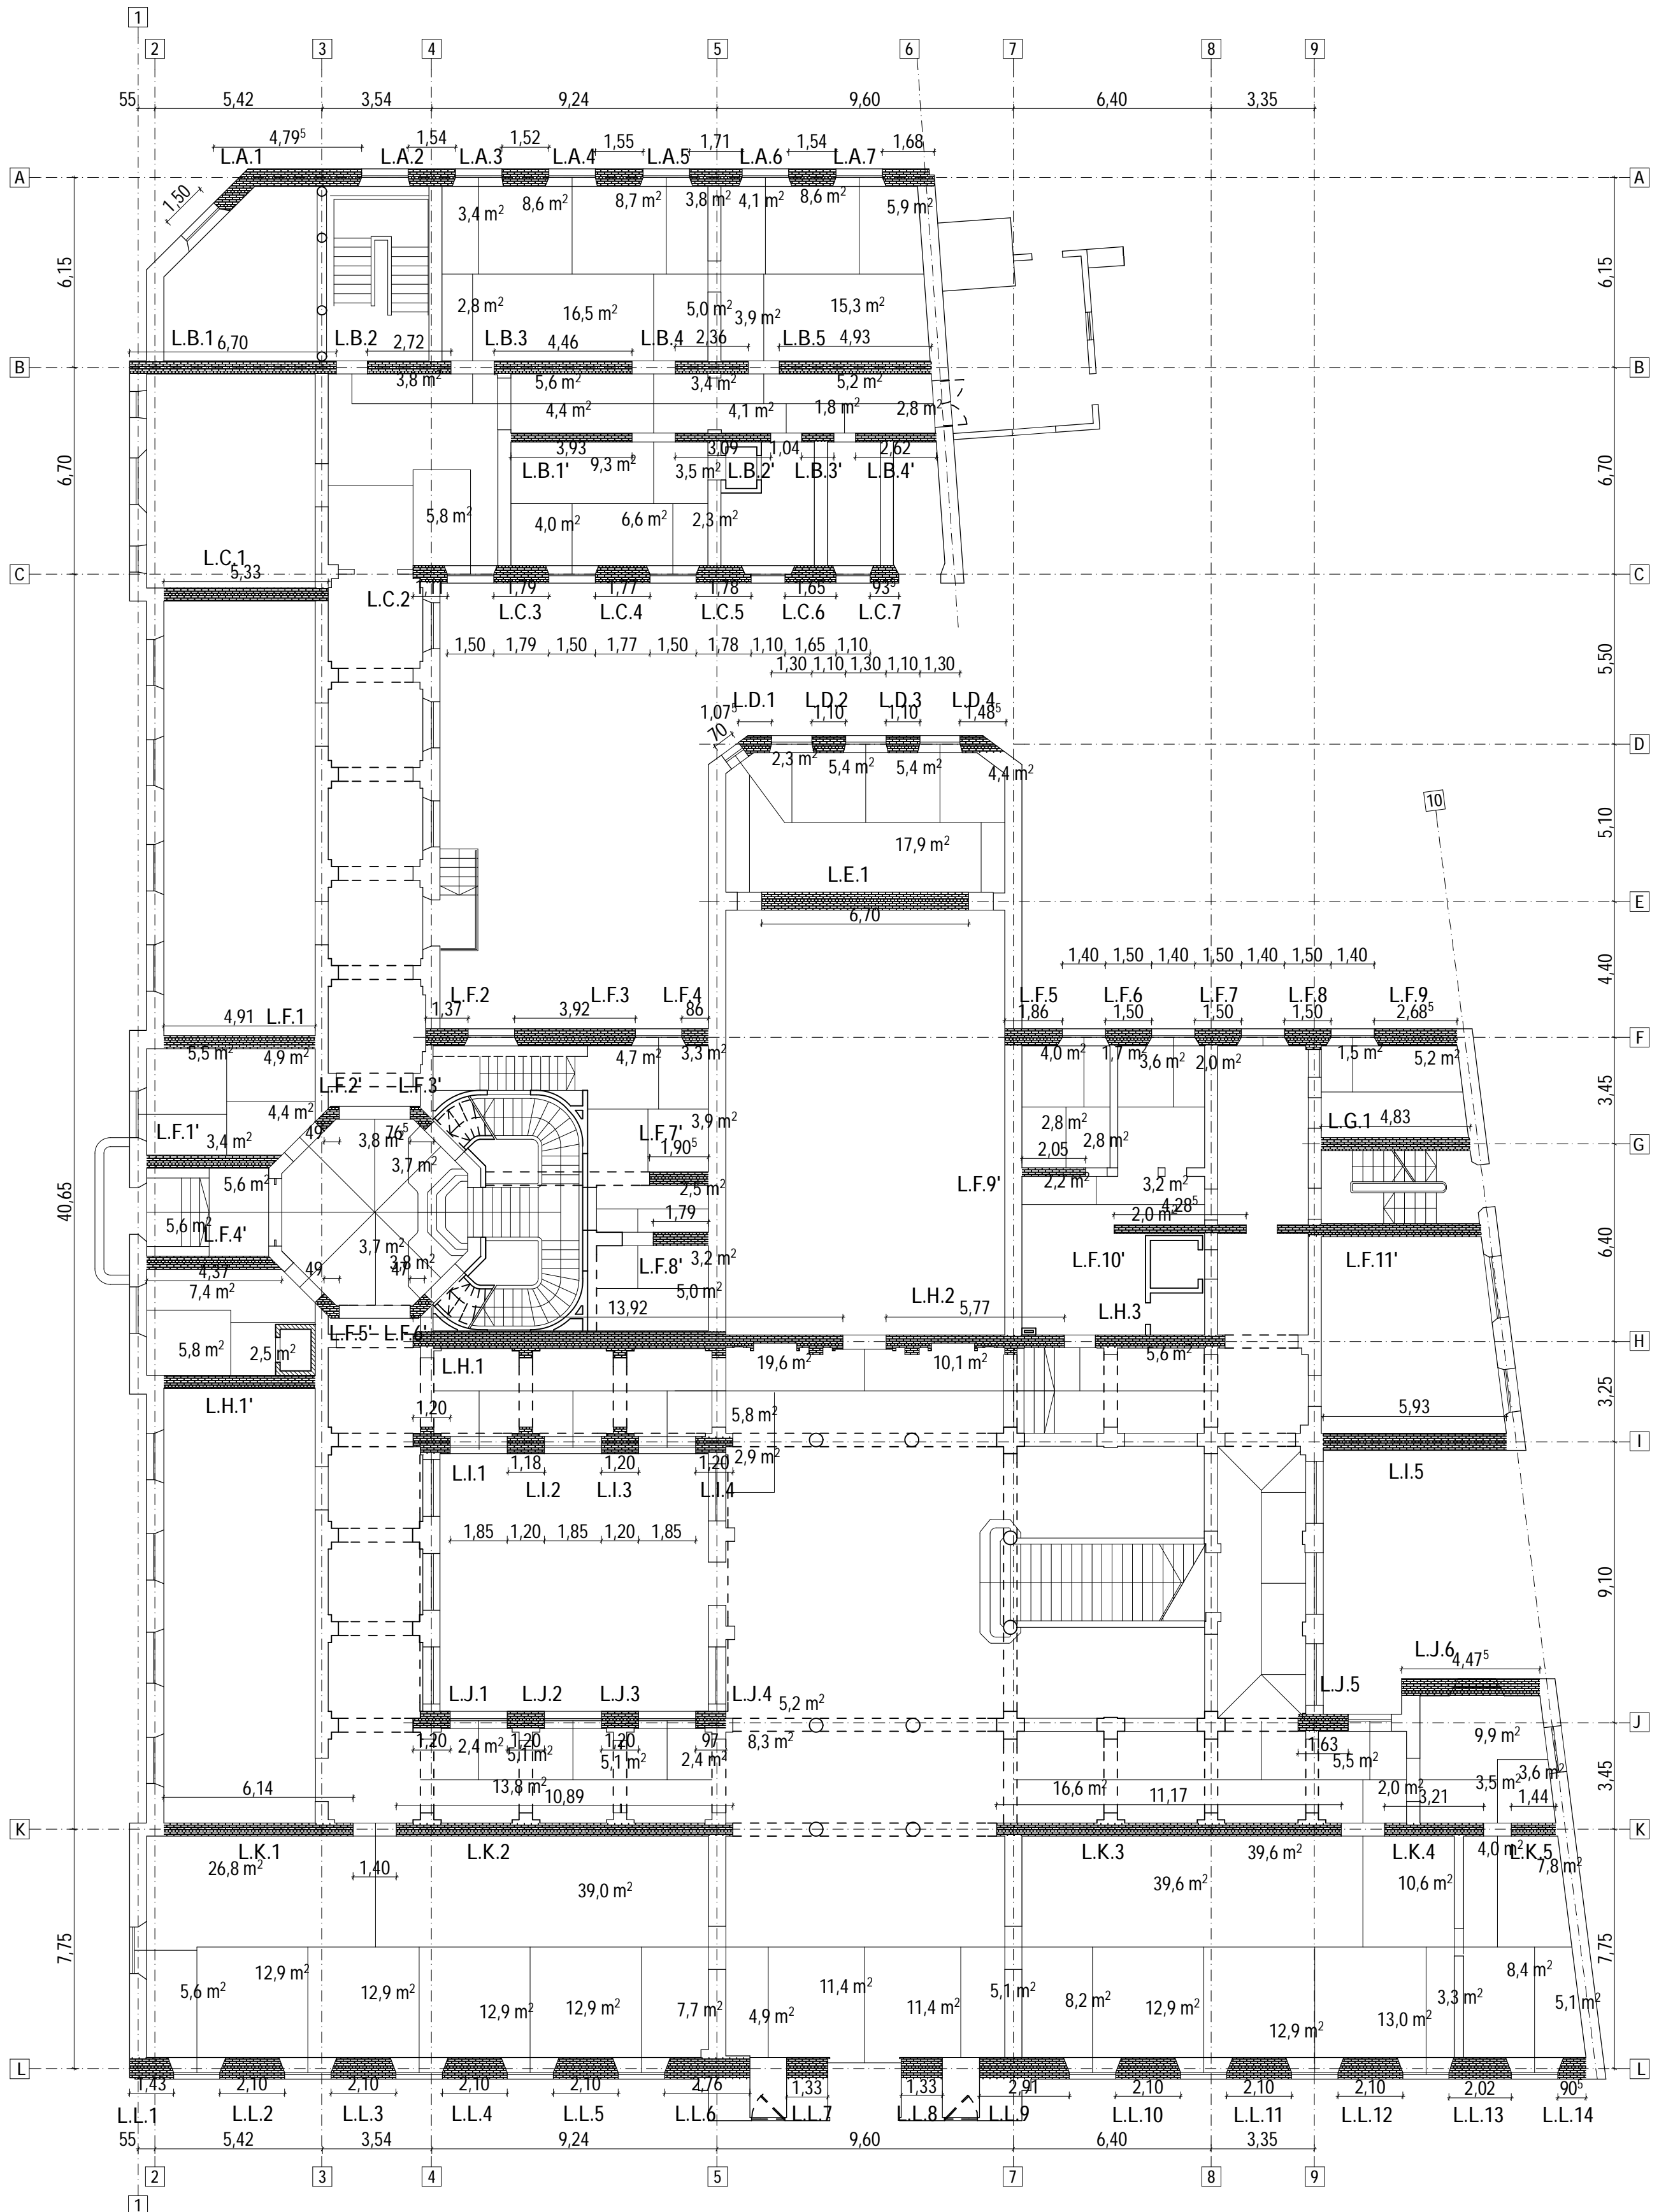 1
2 3 4 5 6 7 8 9
55 5,42 3,54 9,24 9,60 6,40 3,35
4,79⁵ 1,54 1,52 1,55 1,71 1,54 1,68
L.A.1 L.A.2 L.A.3 L.A.4 L.A.5 L.A.6 L.A.7
A A
1,50
3,4 m² 8,6 m² 8,7 m² 3,8 m² 4,1 m² 8,6 m² 5,9 m²
6,15 6,15
2,8 m² 16,5 m² 5,0 m² 3,9 m² 15,3 m²
L.B.1 L.B.2 L.B.3 L.B.4 L.B.5
6,70 2,72 4,46 2,36 4,93
B B
3,8 m² 5,6 m² 3,4 m² 5,2 m²
4,4 m² 4,1 m² 1,8 m² 2,8 m²
3,93 3,09 1,04 2,62
6,70 9,3 m² 3,5 m² 6,70
L.B.1' L.B.2' L.B.3' L.B.4'
5,8 m² 4,0 m² 6,6 m² 2,3 m²
L.C.1
C C
5,33
1,11 1,79 1,77 1,78 1,65 93⁵
L.C.2 L.C.3 L.C.4 L.C.5 L.C.6 L.C.7
1,50 1,79 1,50 1,77 1,50 1,78 1,10 1,65 1,10
5,50
1,30 1,10 1,30 1,10 1,30
L.D.1 L.D.2 L.D.3 L.D.4
1,07⁵ 1,10 1,10 1,48⁵
70
D D
2,3 m² 5,4 m² 5,4 m² 4,4 m²
10
5,10
17,9 m²
L.E.1
E E
6,70
1,40 1,50 1,40 1,50 1,40 1,50 1,40
4,40
L.F.2 L.F.3 L.F.4 L.F.5 L.F.6 L.F.7 L.F.8 L.F.9
1,37 3,92 86 1,86 1,50 1,50 1,50 2,68⁵
4,91 L.F.1
F F
5,5 m² 4,9 m² 4,7 m² 3,3 m² 4,0 m² 1,7 m² 3,6 m² 2,0 m² 1,5 m² 5,2 m²
L.F.2' L.F.3'
3,45
4,4 m² 3,9 m² 2,8 m² L.G.1 4,83
L.F.1' 3,4 m² 49 3,8 m² 76⁵ L.F.7' 2,8 m²
G G
3,7 m² 1,90⁵ 2,05
5,6 m² 2,5 m² L.F.9' 2,2 m² 3,2 m²
40,65
5,6 m² 1,79 2,0 m² 4,28⁵
L.F.4' 3,7 m² 3,8 m² 3,2 m² L.F.10' L.F.11'
6,40
4,37 49 47 L.F.8'
7,4 m² 5,0 m²
13,92 L.H.2 5,77 L.H.3
L.F.5' L.F.6'
H H
5,8 m² 2,5 m² L.H.1 19,6 m² 10,1 m² 5,6 m²
3,25
L.H.1' 1,20 5,8 m² 5,93
I I
L.I.1 1,18 1,20 1,20 2,9 m² L.I.5
L.I.2 L.I.3 L.I.4
1,85 1,20 1,85 1,20 1,85
9,10
L.J.6
4,47⁵
L.J.1 L.J.2 L.J.3 L.J.4 5,2 m² L.J.5
J J
1,20 2,4 m² 1,20 5,1 m² 1,20 5,1 m² 97 2,4 m² 8,3 m² 1,63 5,5 m² 9,9 m²
3,45
13,8 m² 16,6 m² 2,0 m² 3,5 m² 3,6 m²
6,14 10,89 11,17 3,21 1,44
K K
L.K.1 L.K.2 L.K.3 L.K.4 4,0 m² L.K.5
26,8 m² 1,40 39,0 m² 39,6 m² 39,6 m² 10,6 m² 7,8 m²
7,75 7,75
5,6 m² 12,9 m² 12,9 m² 12,9 m² 12,9 m² 7,7 m² 4,9 m² 11,4 m² 11,4 m² 5,1 m² 8,2 m² 12,9 m² 12,9 m² 13,0 m² 3,3 m² 8,4 m² 5,1 m²
L L
1,43 2,10 2,10 2,10 2,10 2,76 1,33 1,33 2,91 2,10 2,10 2,10 2,02 90⁵
L.L.1 L.L.2 L.L.3 L.L.4 L.L.5 L.L.6 L.L.7 L.L.8 L.L.9 L.L.10 L.L.11 L.L.12 L.L.13 L.L.14
55 5,42 3,54 9,24 9,60 6,40 3,35
2 3 4 5 7 8 9
1